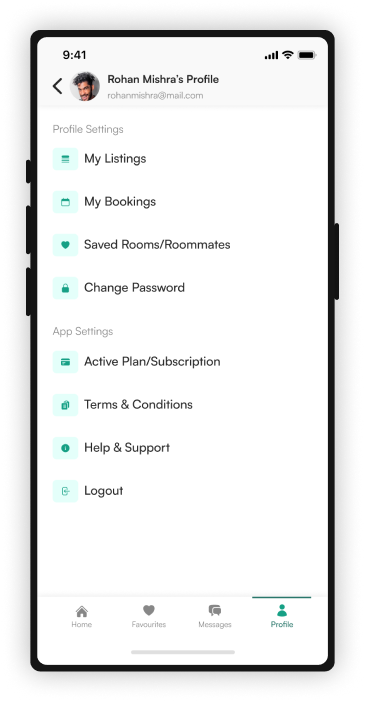 9:41
Rohan Mishra's Profile
rohanmishra@mail.com
Profile Settings
My Listings
My Bookings
Saved Rooms/Roommates
Change Password
App Settings
Active Plan/Subscription
Terms & Conditions
Help & Support
Logout
Home Favourites Messages Profile